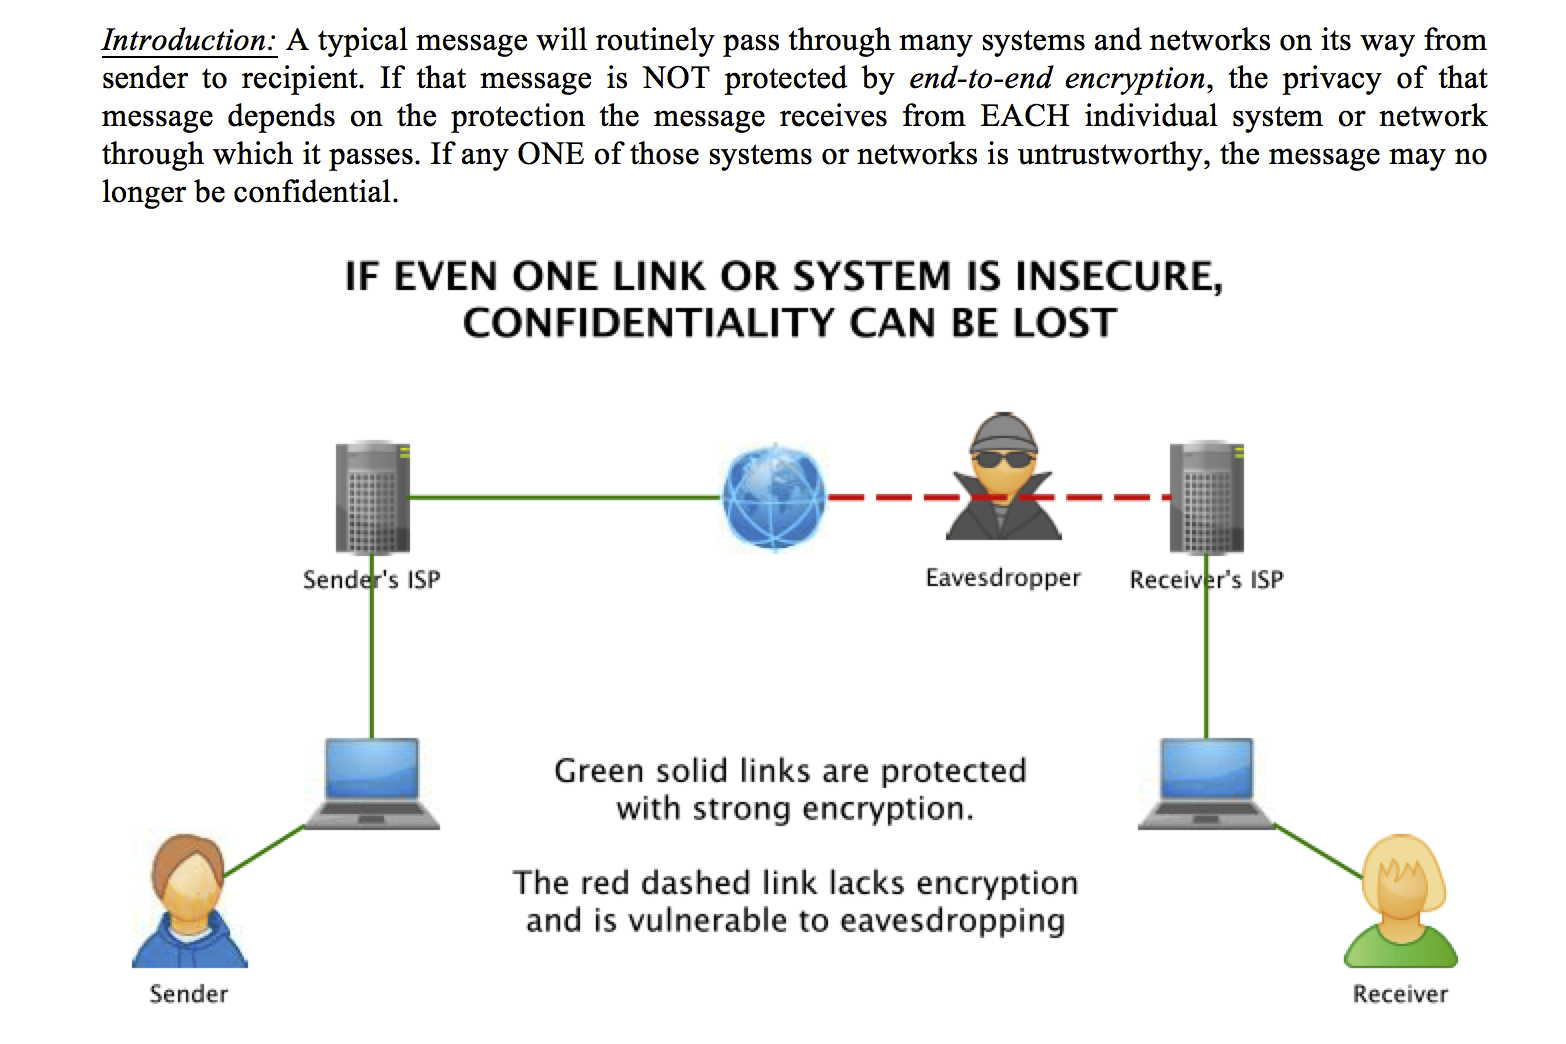 Introduction: A typical message will routinely pass through many systems and networks on its way from
sender to recipient. If that message is NOT protected by end-to-end encryption, the privacy of that
message depends on the protection the message receives from EACH individual system or network
through which it passes. If any ONE of those systems or networks is untrustworthy, the message may no
longer be confidential.
IF EVEN ONE LINK OR SYSTEM IS INSECURE,
CONFIDENTIALITY CAN BE LOST
Sender's ISP
Eavesdropper
Receiver's ISP
Green solid links are protected
with strong encryption.
The red dashed link lacks encryption
and is vulnerable to eavesdropping
Sender
Receiver